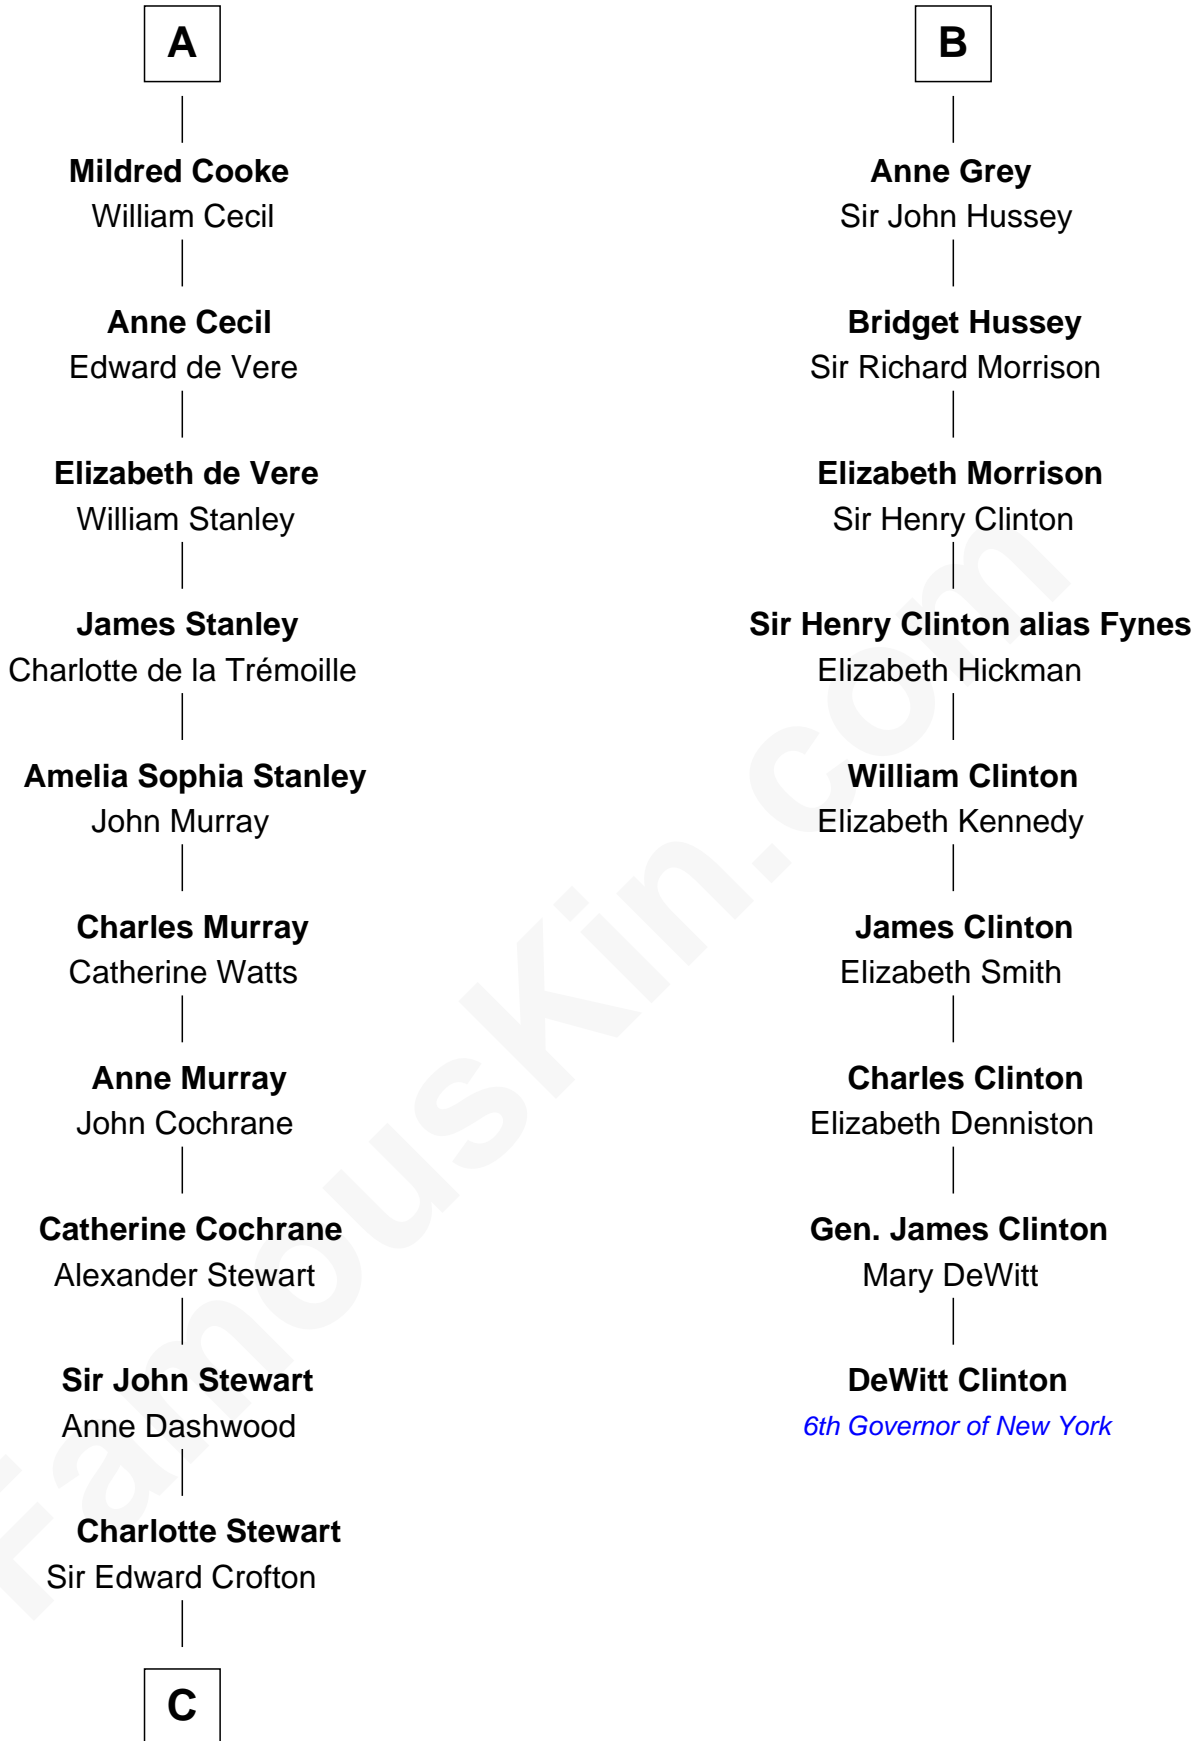 A
Mildred Cooke
William Cecil
Anne Cecil
Edward de Vere
Elizabeth de Vere
William Stanley
James Stanley
Charlotte de la Trémoille
Amelia Sophia Stanley
John Murray
Charles Murray
Catherine Watts
Anne Murray
John Cochrane
Catherine Cochrane
Alexander Stewart
Sir John Stewart
Anne Dashwood
Charlotte Stewart
Sir Edward Crofton
C
B
Anne Grey
Sir John Hussey
Bridget Hussey
Sir Richard Morrison
Elizabeth Morrison
Sir Henry Clinton
Sir Henry Clinton alias Fynes
Elizabeth Hickman
William Clinton
Elizabeth Kennedy
James Clinton
Elizabeth Smith
Charles Clinton
Elizabeth Denniston
Gen. James Clinton
Mary DeWitt
DeWitt Clinton
6th Governor of New York
FamousKin.com